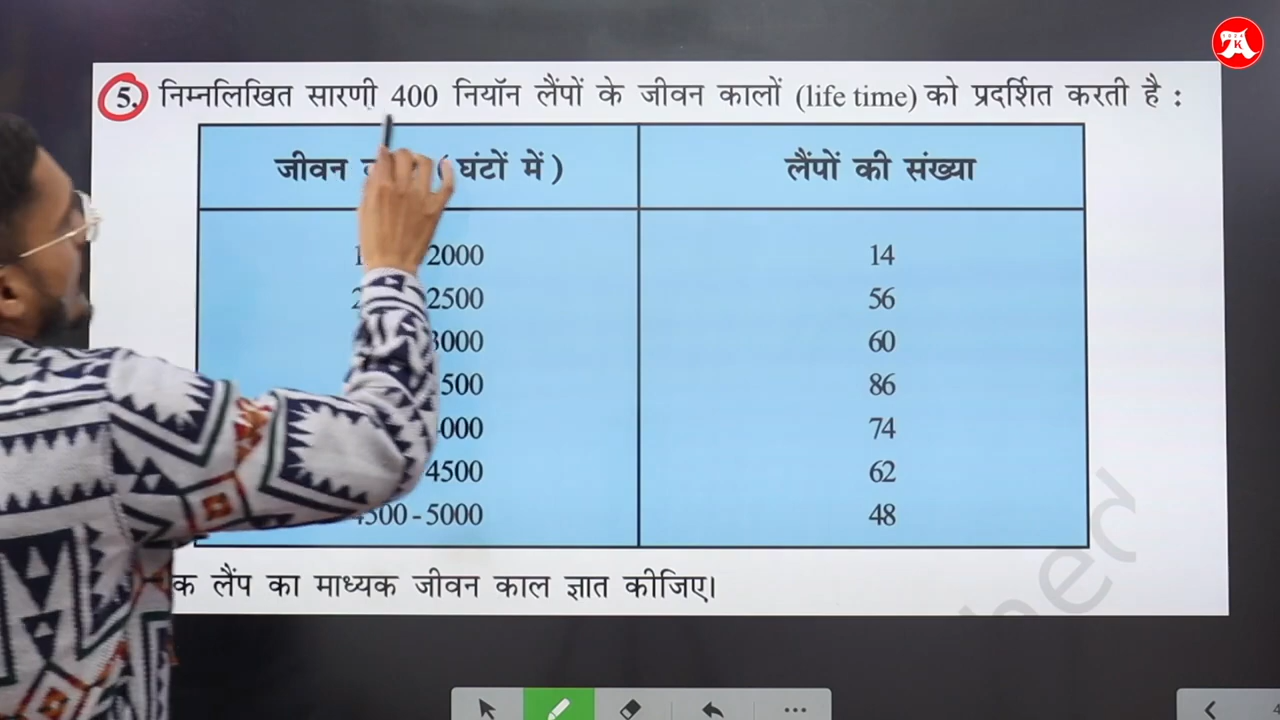 5. निम्नलिखित सारणी 400 नियॉन लैंपों के जीवन कालों (life time) को प्रदर्शित करती है :
जीवन (घंटों में) लैंपों की संख्या
2000 14
2500 56
3000 60
500 86
000 74
4500 62
4500 - 5000 48
लैंप का माध्यक जीवन काल ज्ञात कीजिए।